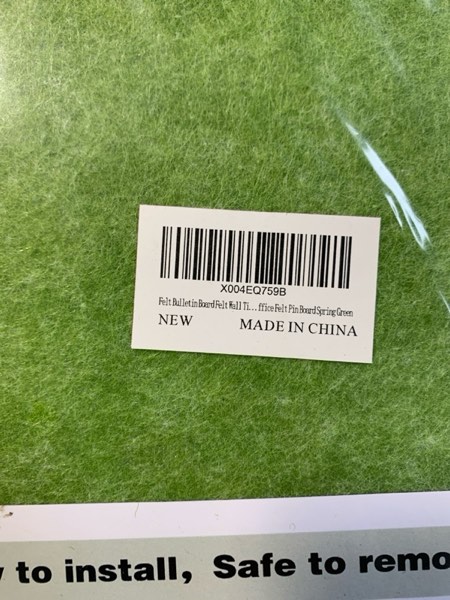 X004EQ759B
Felt Bulletin Board Felt Wall Ti...ffice Felt Pin Board Spring Green
NEW MADE IN CHINA
to install, Safe to remo